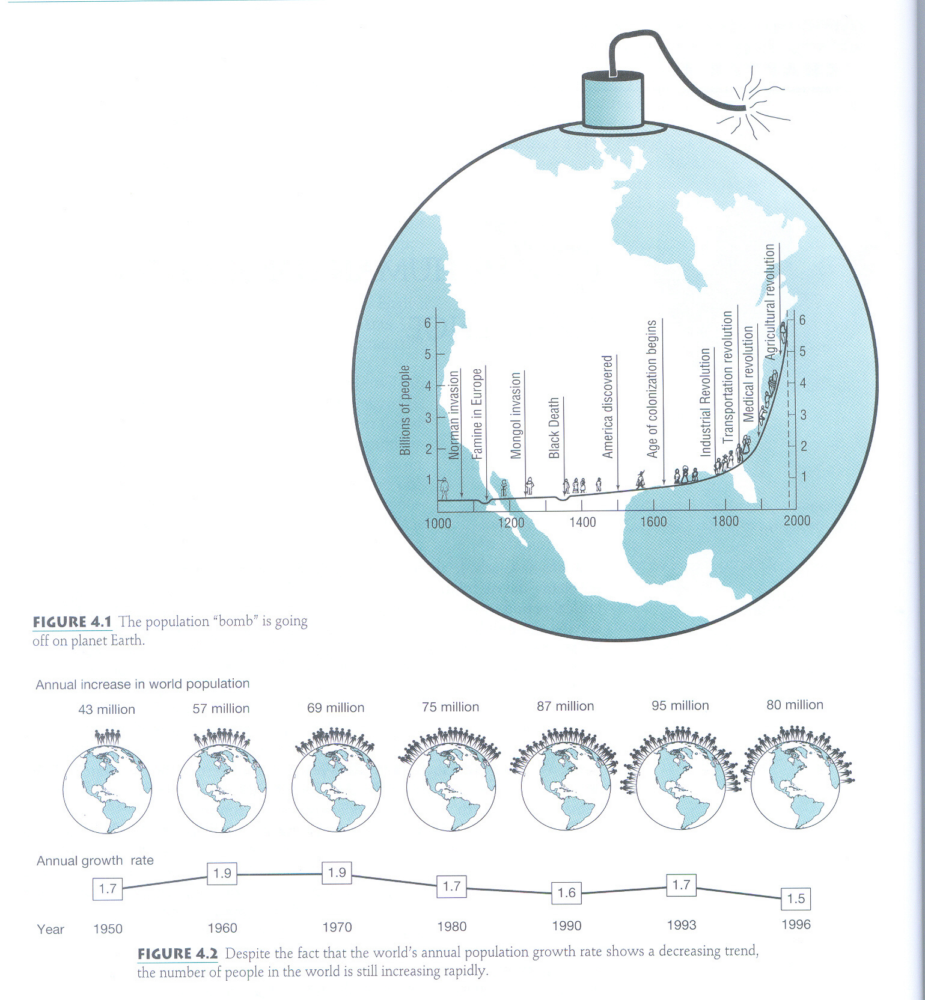 Billions of people
6
5
4
3
2
1
Norman invasion
Famine in Europe
Mongol invasion
Black Death
America discovered
Age of colonization begins
Industrial Revolution
Transportation revolution
Medical revolution
Agricultural revolution
6
5
4
3
2
1
1000 1200 1400 1600 1800 2000
FIGURE 4.1 The population “bomb” is going
off on planet Earth.
Annual increase in world population
43 million 57 million 69 million 75 million 87 million 95 million 80 million
Annual growth rate
1.7 1.9 1.9 1.7 1.6 1.7 1.5
Year 1950 1960 1970 1980 1990 1993 1996
FIGURE 4.2 Despite the fact that the world’s annual population growth rate shows a decreasing trend,
the number of people in the world is still increasing rapidly.